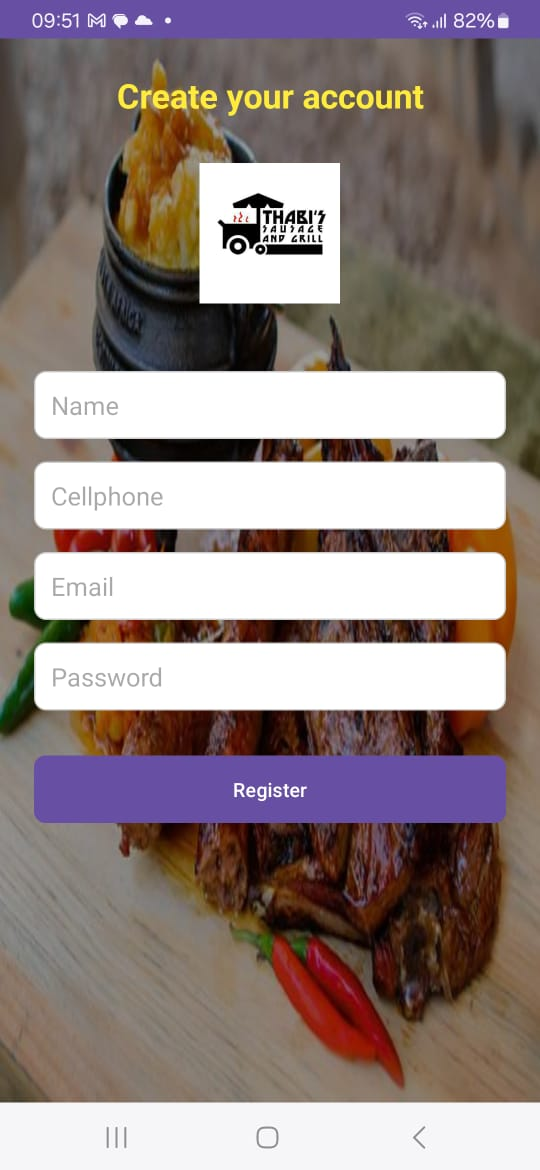 09:51
82%
Create your account
THABI'S
SAUSAGE
AND GRILL
Name
Cellphone
Email
Password
Register